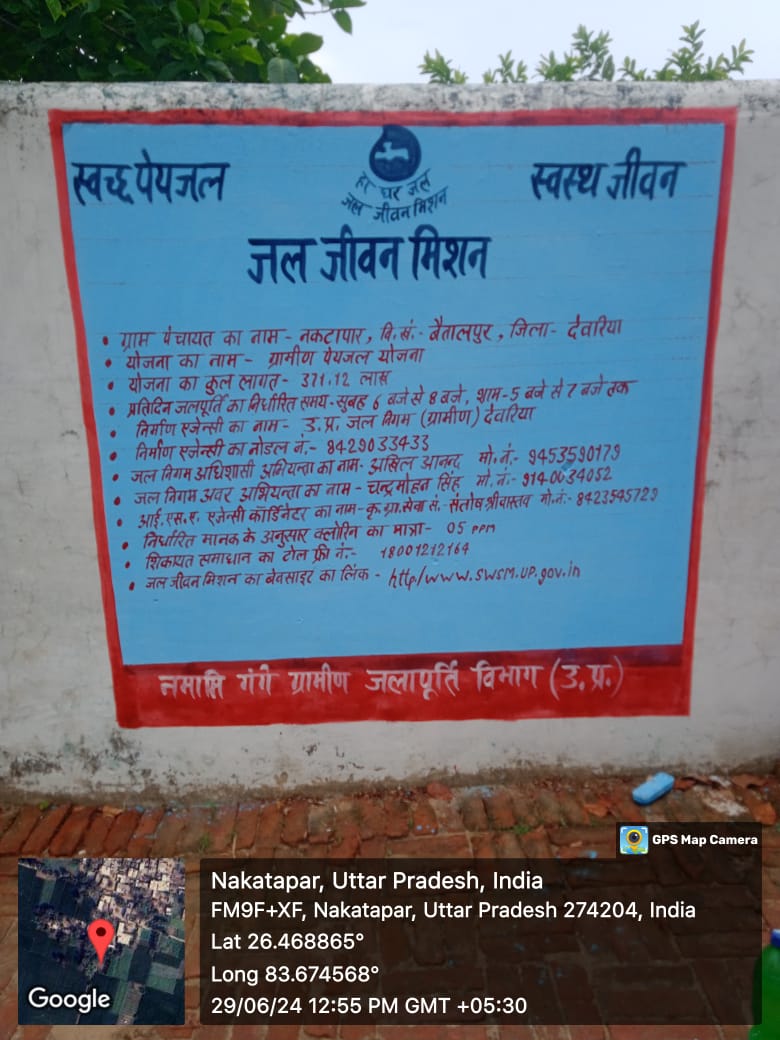 स्वच्छ पेयजल
हर घर जल
जल जीवन मिशन
स्वस्थ जीवन
जल जीवन मिशन
• ग्राम पंचायत का नाम - नकटापार, वि.खं.- बैतालपुर, जिला- देवरिया
• योजना का नाम - ग्रामीण पेयजल योजना
• योजना का कुल लागत - 371.12 लाख
• प्रतिदिन जलपूर्ति का निर्धारित समय - सुबह 6 बजे से 8 बजे, शाम - 5 बजे से 7 बजे तक
• निर्माण एजेन्सी का नाम - उ.प्र. जल निगम (ग्रामीण) देवरिया
• निर्माण एजेन्सी का नोडल नं.- 8429033433
• जल निगम अधिशासी अभियन्ता का नाम - अखिल आनन्द मो.नं.- 9453590179
• जल निगम अवर अभियन्ता का नाम - चन्द्रमोहन सिंह मो.नं.- 9140034052
• आई.एस.ए. एजेन्सी कॉर्डिनेटर का नाम - कृ.ग्रा.सेवा सं.- संतोष श्रीवास्तव मो.नं.- 8423545729
• निर्धारित मानक के अनुसार क्लोरिन का मात्रा - 05 PPM
• शिकायत समाधान का टोल फ्री नं.- 18001212164
• जल जीवन मिशन का बेवसाइट का लिंक - http/www.SWSM.UP.gov.in
नमामि गंगे ग्रामीण जलापूर्ति विभाग (उ.प्र.)
GPS Map Camera
Nakatapar, Uttar Pradesh, India
FM9F+XF, Nakatapar, Uttar Pradesh 274204, India
Lat 26.468865°
Long 83.674568°
29/06/24 12:55 PM GMT +05:30
Google